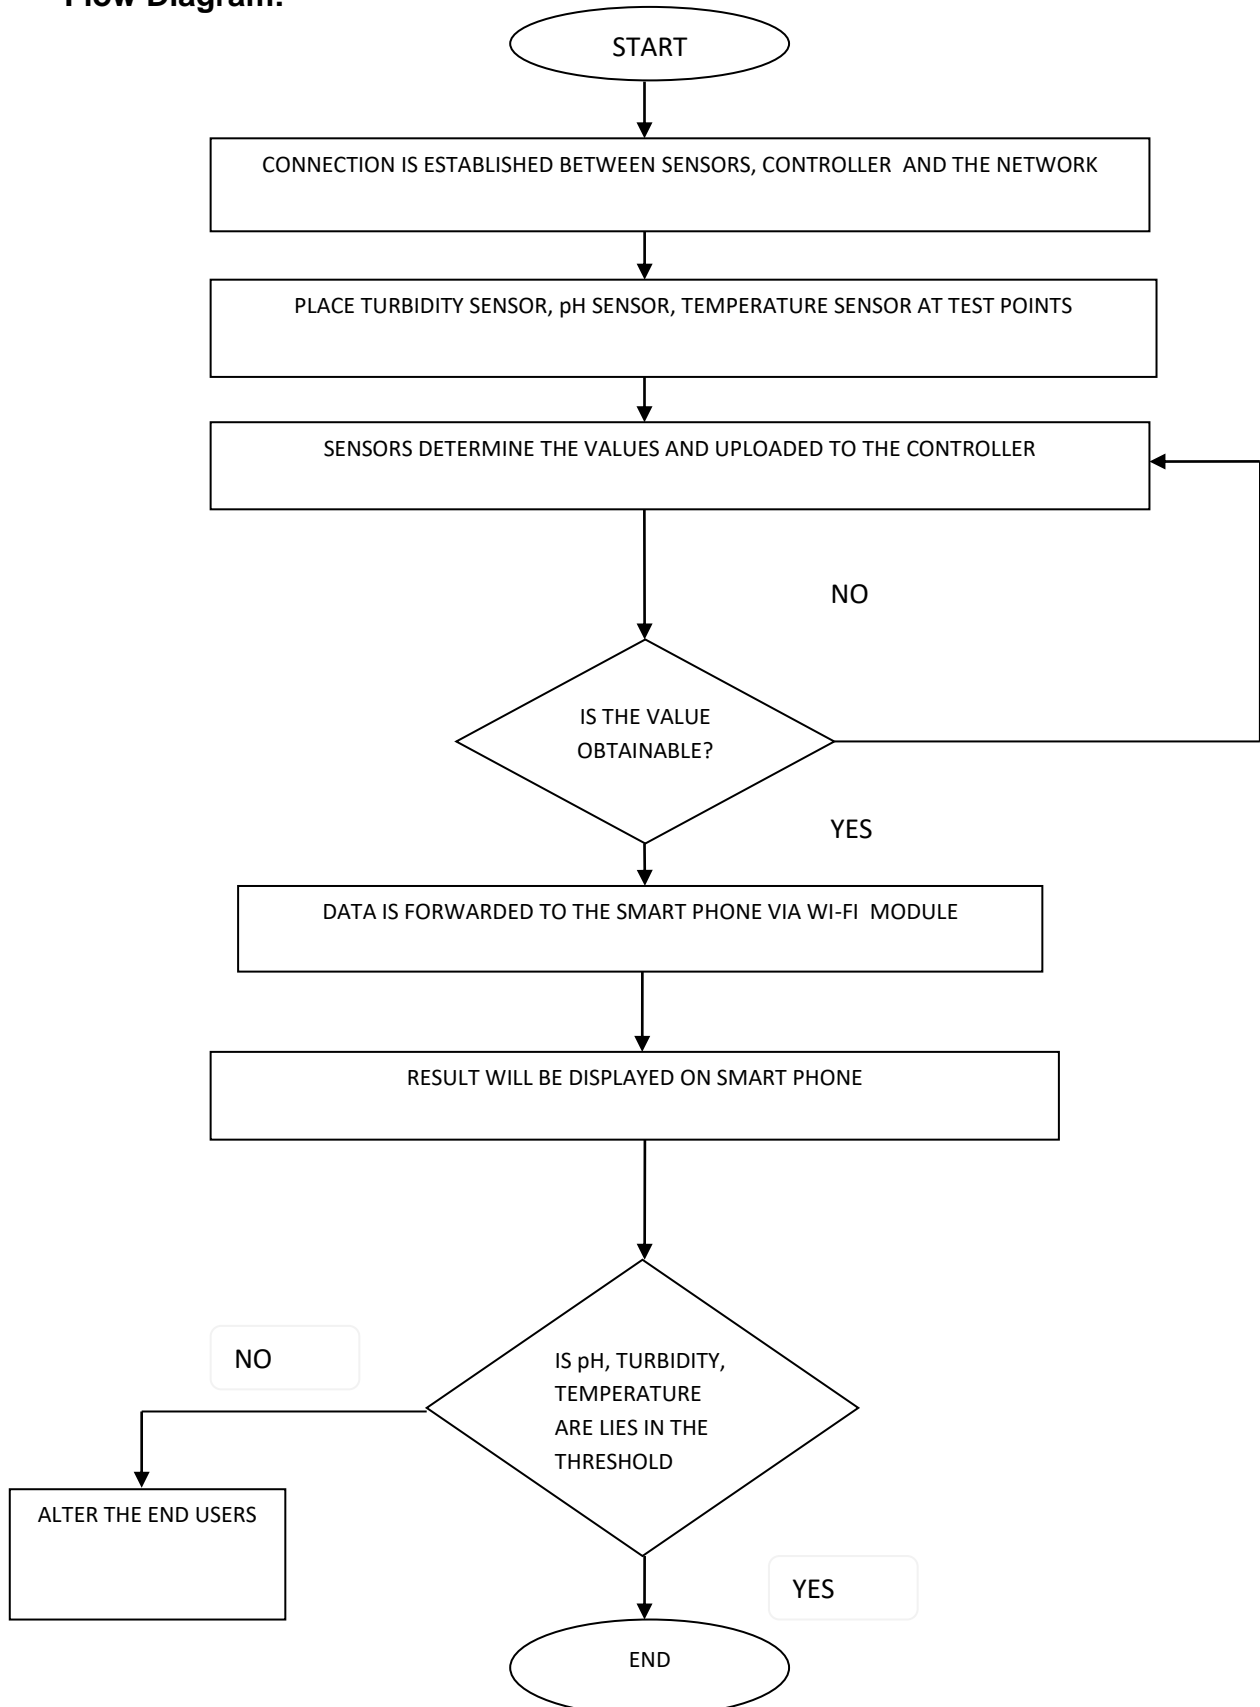 Flow Diagram:
START
CONNECTION IS ESTABLISHED BETWEEN SENSORS, CONTROLLER AND THE NETWORK
PLACE TURBIDITY SENSOR, pH SENSOR, TEMPERATURE SENSOR AT TEST POINTS
SENSORS DETERMINE THE VALUES AND UPLOADED TO THE CONTROLLER
NO
IS THE VALUE
OBTAINABLE?
YES
DATA IS FORWARDED TO THE SMART PHONE VIA WI-FI MODULE
RESULT WILL BE DISPLAYED ON SMART PHONE
NO
IS pH, TURBIDITY,
TEMPERATURE
ARE LIES IN THE
THRESHOLD
ALTER THE END USERS
YES
END